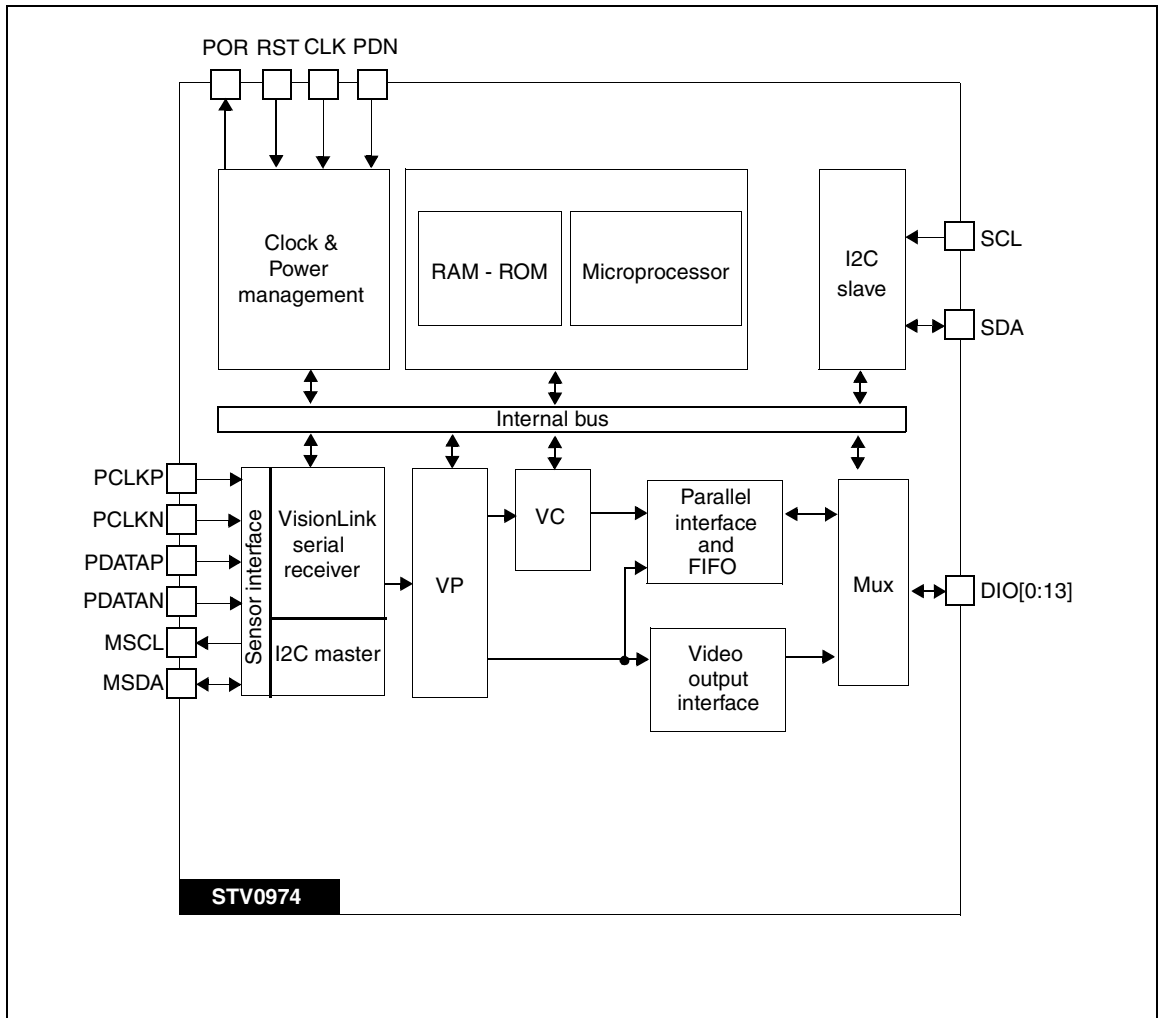 POR RST CLK PDN
Clock &
Power
management
RAM - ROM
Microprocessor
I2C
slave
SCL
SDA
Internal bus
PCLKP
PCLKN
PDATAP
PDATAN
MSCL
MSDA
Sensor interface
VisionLink
serial
receiver
I2C master
VP
VC
Parallel
interface
and
FIFO
Video
output
interface
Mux
DIO[0:13]
STV0974